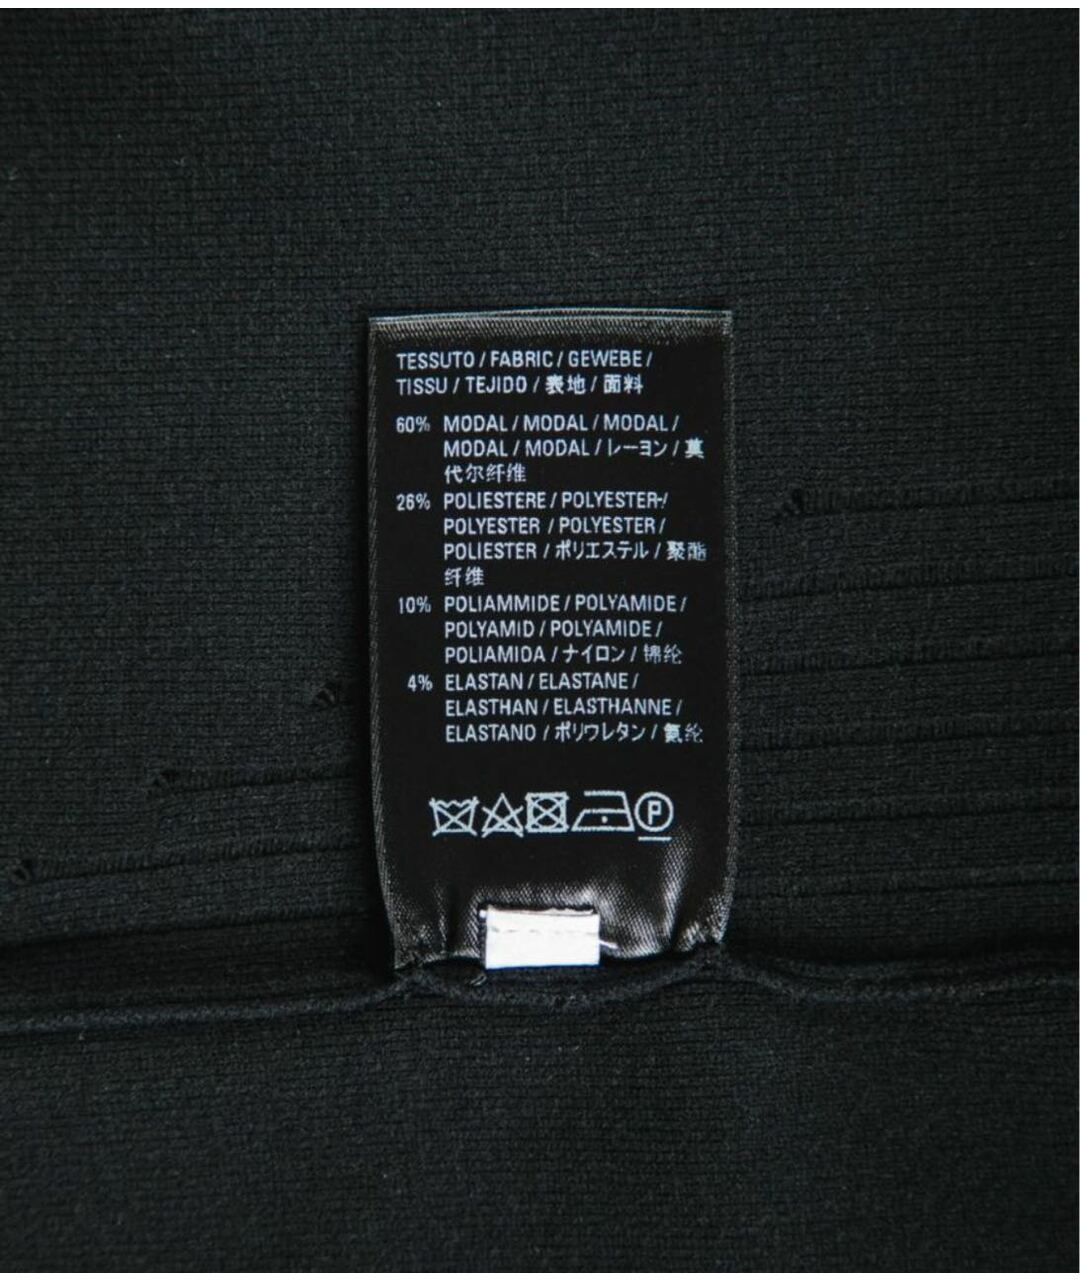 TESSUTO / FABRIC / GEWEBE /
TISSU / TEJIDO / 表地 / 面料
60% MODAL / MODAL / MODAL /
MODAL / MODAL / レーヨン / 莫
代尔纤维
26% POLIESTERE / POLYESTER /
POLYESTER / POLYESTER /
POLIESTER / ポリエステル / 聚酯
纤维
10% POLIAMMIDE / POLYAMIDE /
POLYAMID / POLYAMIDE /
POLIAMIDA / ナイロン / 锦纶
4% ELASTAN / ELASTANE /
ELASTHAN / ELASTHANNE /
ELASTANO / ポリウレタン / 氨纶
P